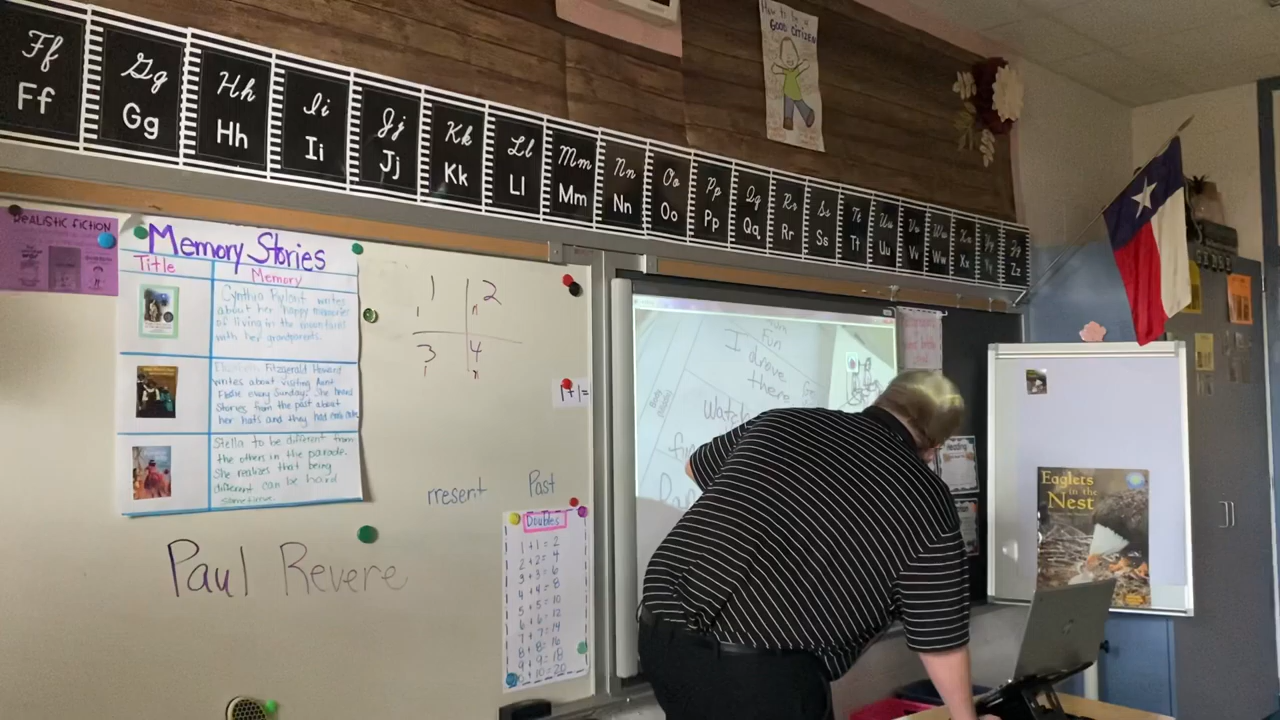 How to be a
GOOD CITIZEN
Ff Gg Hh Ii Jj Kk Ll Mm Nn Oo Pp Qq Rr Ss Tt Uu Vv Ww Xx Yy Zz
Ff Gg Hh Ii Jj Kk Ll Mm Nn Oo Pp Qq Rr Ss Tt Uu Vv Ww Xx Yy Zz
REALISTIC FICTION
Memory Stories
Title
Memory
Cynthia Rylant writes
about her happy memories
of living in the mountains
with her grandparents.
Fitzgerald Howard
writes about visiting Aunt
Flossie every Sunday. She heard
stories from the past about
her hats and they had
Stella to be different from
the others in the parade.
She realizes that being
different can be hard
sometime.
1 2
3 4
1+1=
rresent
Past
Doubles
1+1=2
2+2=4
3+3=6
4+4=8
5+5=10
6+6=12
7+7=14
8+8=16
9+9=18
10+10=20
Paul Revere
Fun
I drove
there
Eaglets
in the
Nest